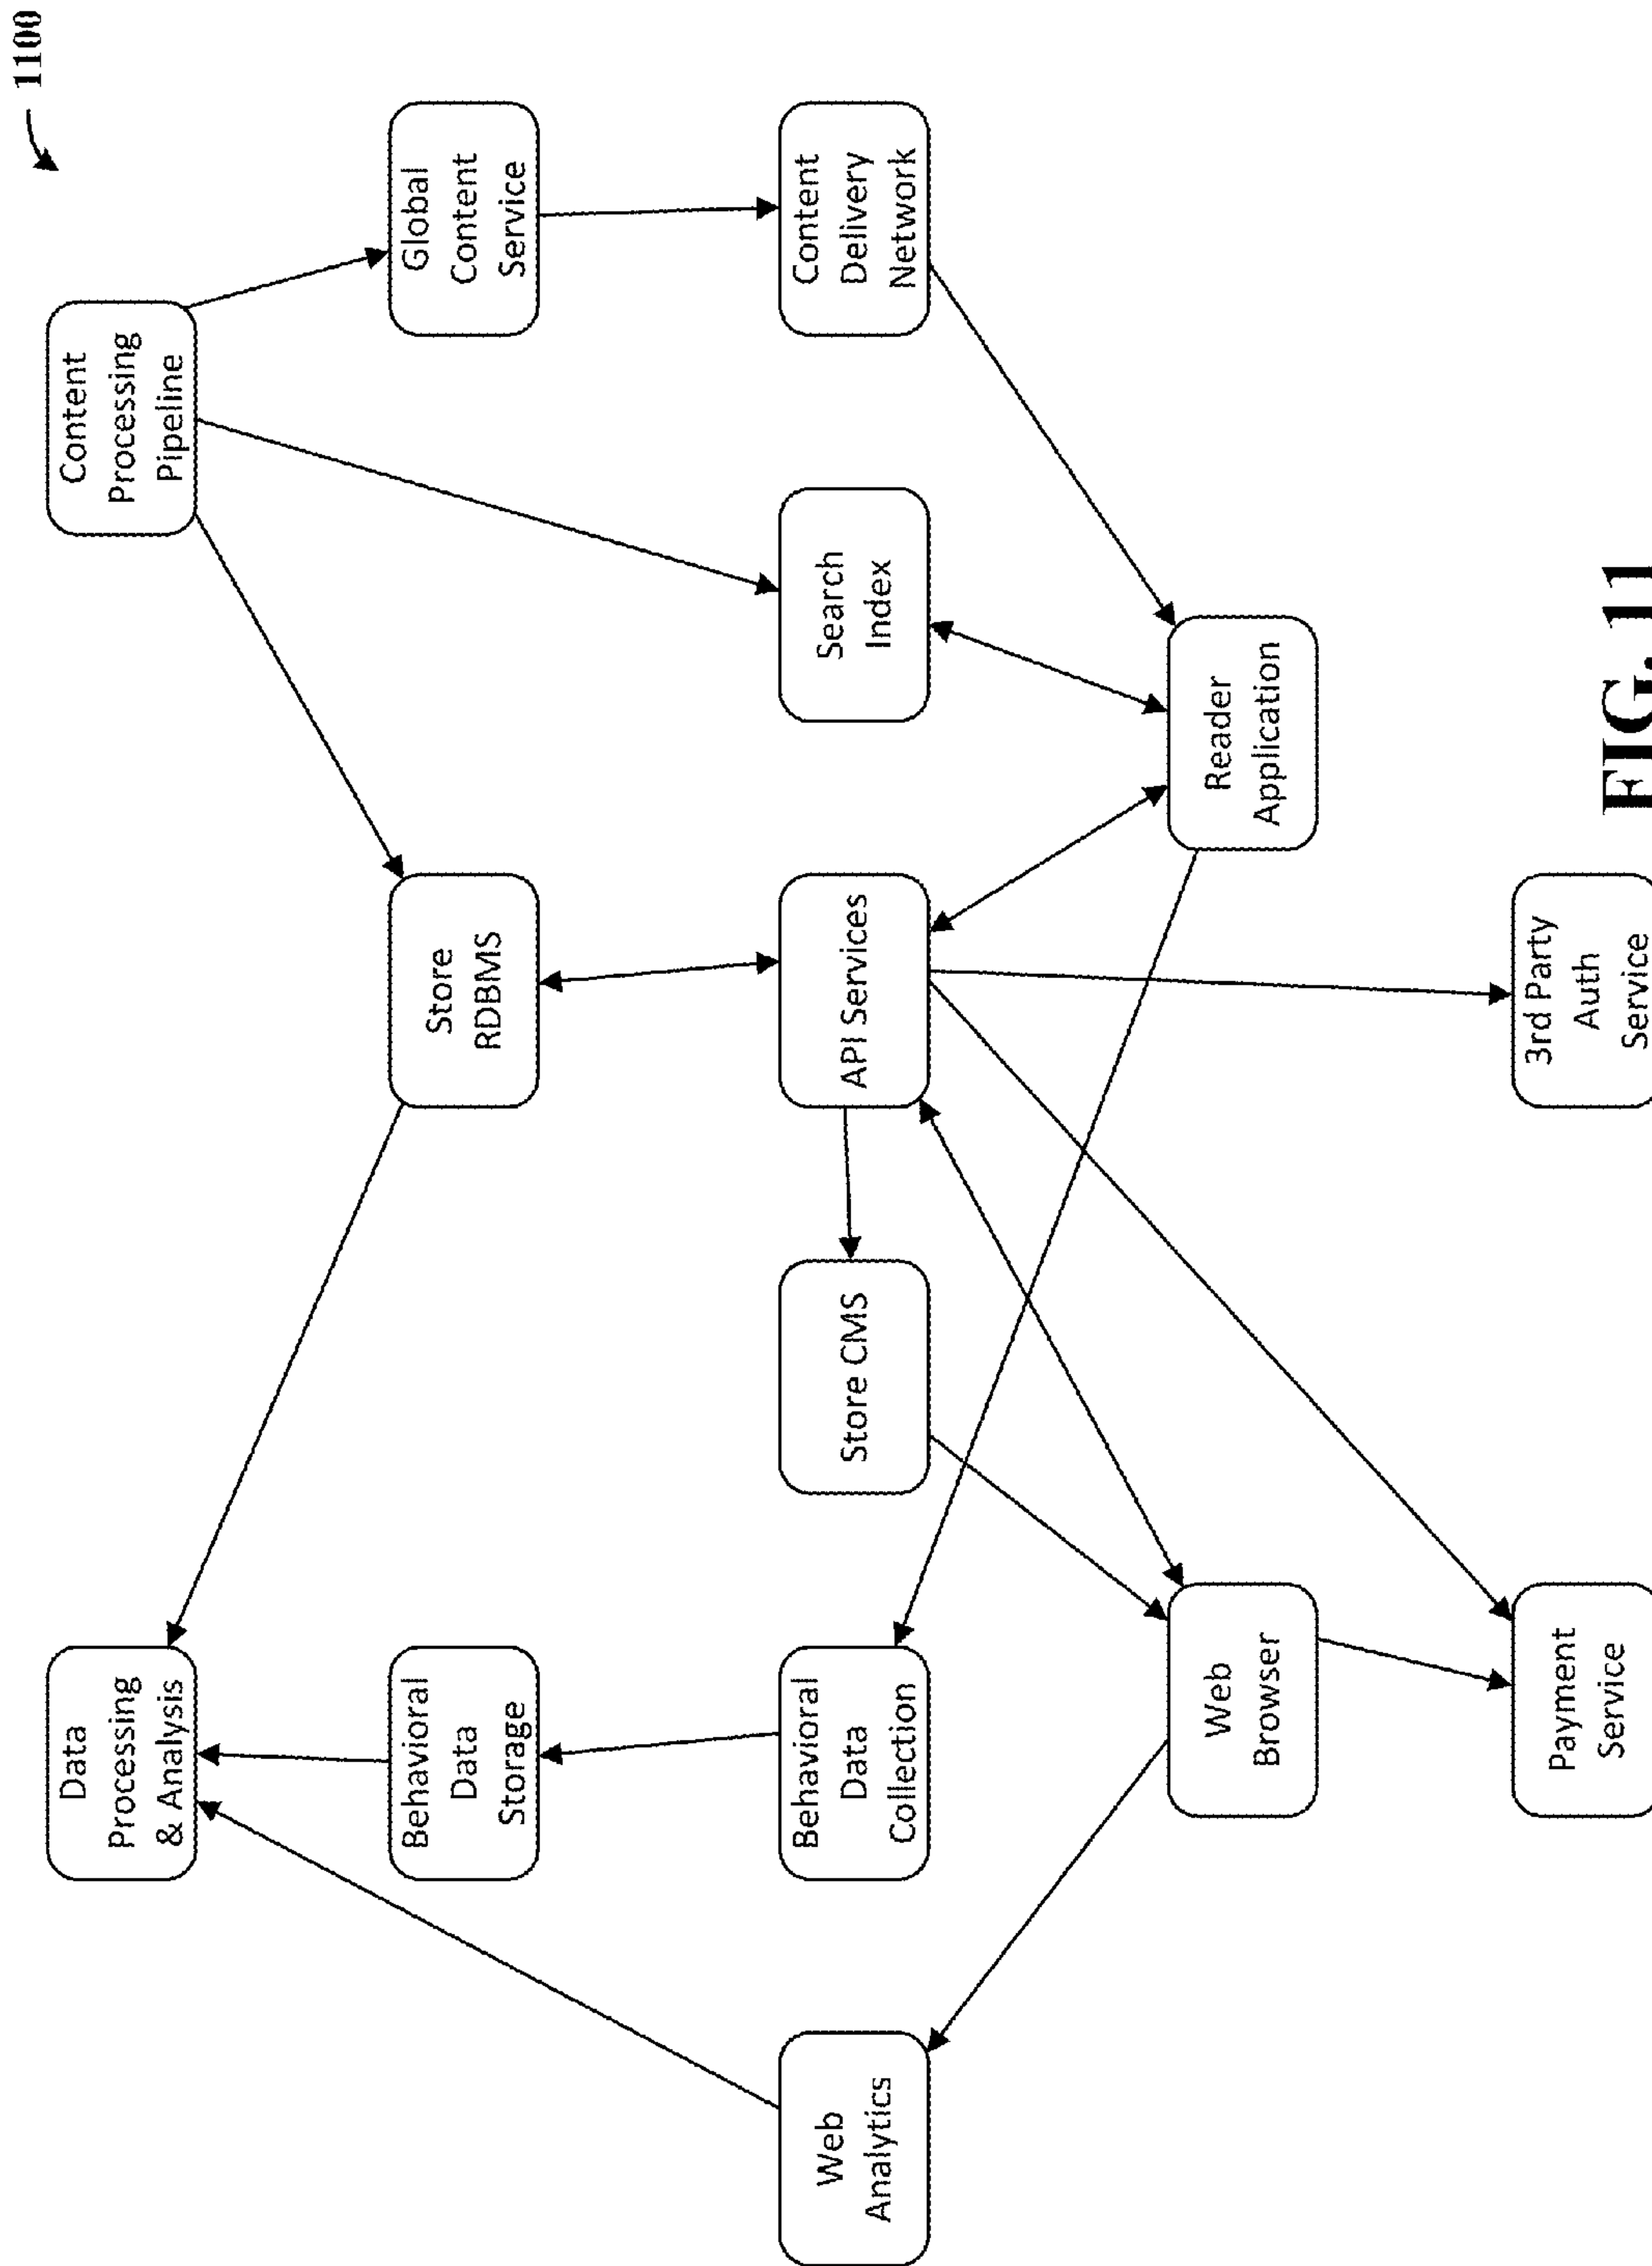 1100
Data
Processing
& Analysis
Content
Processing
Pipeline
Behavioral
Data
Storage
Store
RDBMS
Global
Content
Service
Web
Analytics
Behavioral
Data
Collection
Store CMS
API Services
Search
Index
Content
Delivery
Network
Web
Browser
Reader
Application
Payment
Service
3rd Party
Auth
Service
FIG. 11